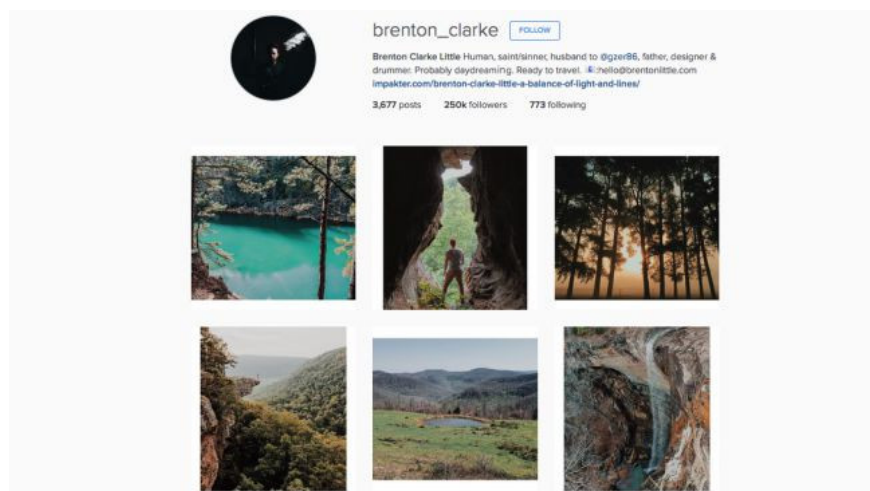 brenton_clarke FOLLOW
Brenton Clarke Little Human, saint/sinner, husband to @gzer86, father, designer &
drummer. Probably daydreaming. Ready to travel. :hello@brentonlittle.com
impakter.com/brenton-clarke-little-a-balance-of-light-and-lines/
3,677 posts 250k followers 773 following